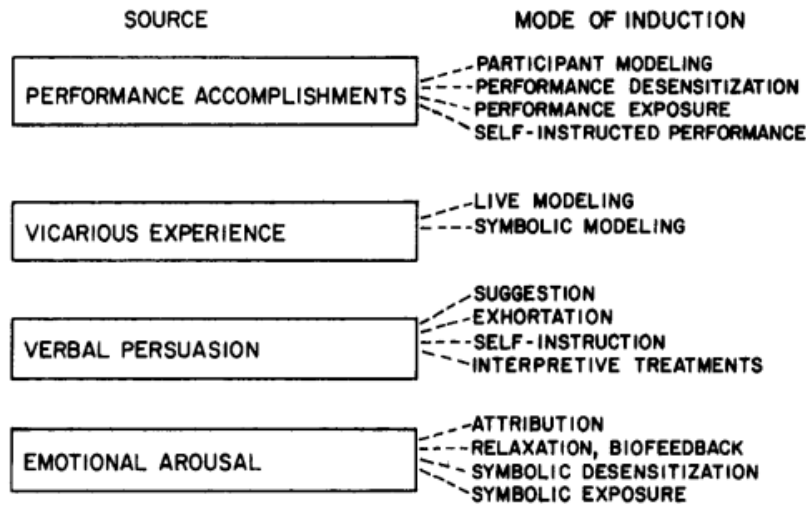 SOURCE
MODE OF INDUCTION
PERFORMANCE ACCOMPLISHMENTS
PARTICIPANT MODELING
PERFORMANCE DESENSITIZATION
PERFORMANCE EXPOSURE
SELF-INSTRUCTED PERFORMANCE
VICARIOUS EXPERIENCE
LIVE MODELING
SYMBOLIC MODELING
VERBAL PERSUASION
SUGGESTION
EXHORTATION
SELF-INSTRUCTION
INTERPRETIVE TREATMENTS
EMOTIONAL AROUSAL
ATTRIBUTION
RELAXATION, BIOFEEDBACK
SYMBOLIC DESENSITIZATION
SYMBOLIC EXPOSURE